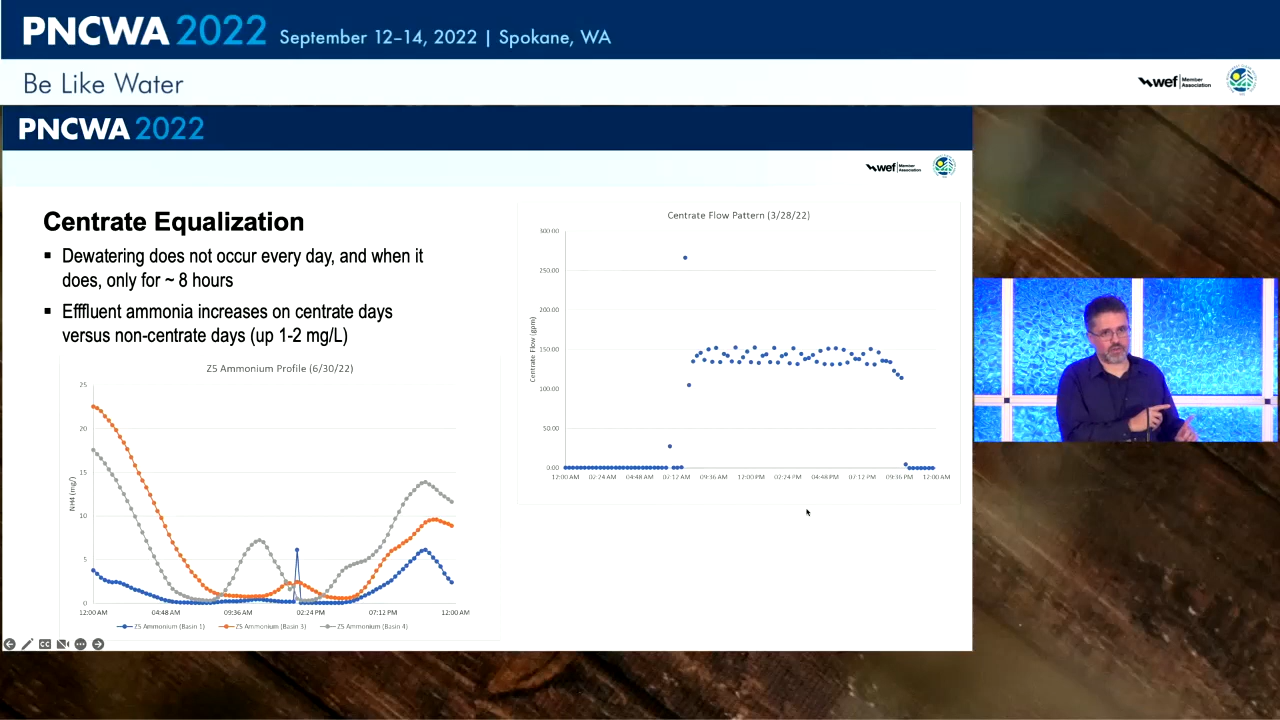 PNCWA 2022 September 12–14, 2022 | Spokane, WA
Be Like Water
wef Member Association
PNCWA 2022
wef Member Association
Centrate Equalization
Dewatering does not occur every day, and when it
does, only for ~ 8 hours
Efffluent ammonia increases on centrate days
versus non-centrate days (up 1-2 mg/L)
Z5 Ammonium Profile (6/30/22)
NH4 (mg/)
25
20
15
10
5
0
12:00 AM 04:48 AM 09:36 AM 02:24 PM 07:12 PM 12:00 AM
Z5 Ammonium (Basin 1) Z5 Ammonium (Basin 3) Z5 Ammonium (Basin 4)
Centrate Flow Pattern (3/28/22)
Centrate Flow (gpm)
300.00
250.00
200.00
150.00
100.00
50.00
0.00
12:00 AM 02:24 AM 04:48 AM 07:12 AM 09:36 AM 12:00 PM 02:24 PM 04:48 PM 07:12 PM 09:36 PM 12:00 AM
CC